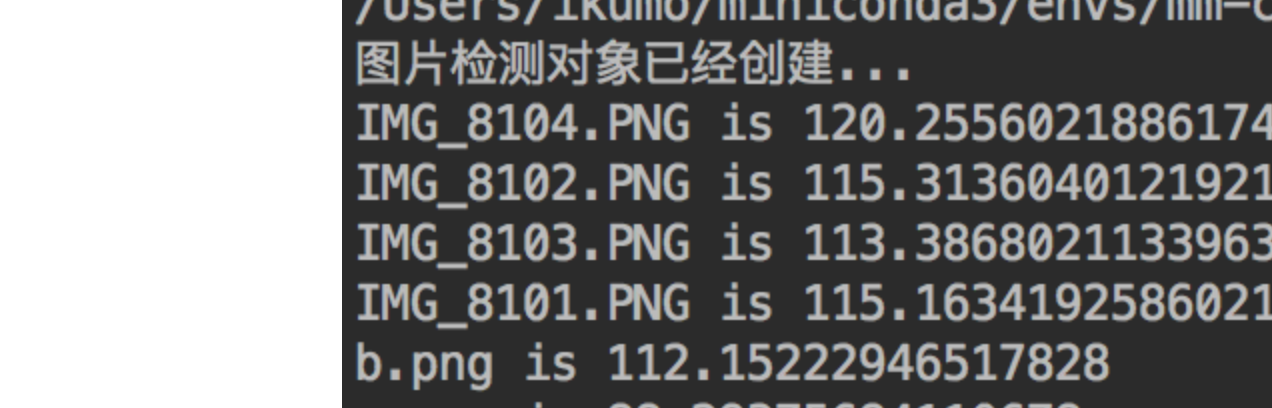 /Users/ikumo/miniconda3/envs/mm-c
图片检测对象已经创建...
IMG_8104.PNG is 120.2556021886174
IMG_8102.PNG is 115.3136040121921
IMG_8103.PNG is 113.3868021133963
IMG_8101.PNG is 115.1634192586021
b.png is 112.15222946517828